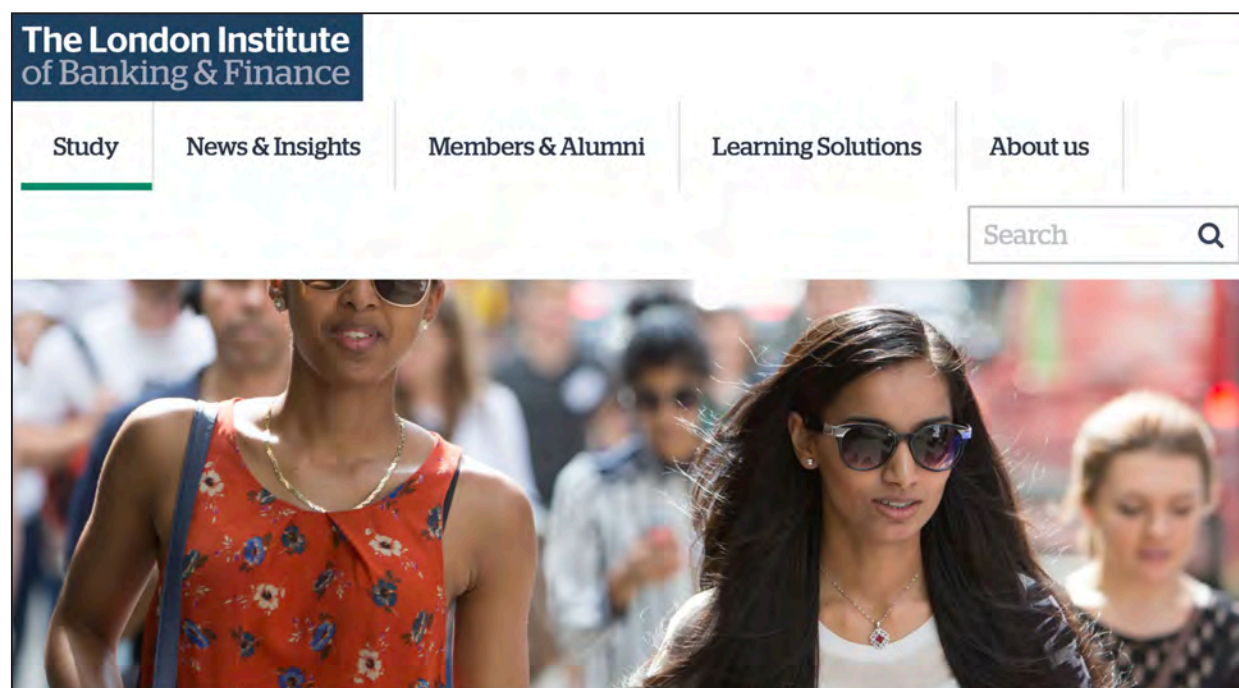 The London Institute
of Banking & Finance
Study
News & Insights
Members & Alumni
Learning Solutions
About us
Search